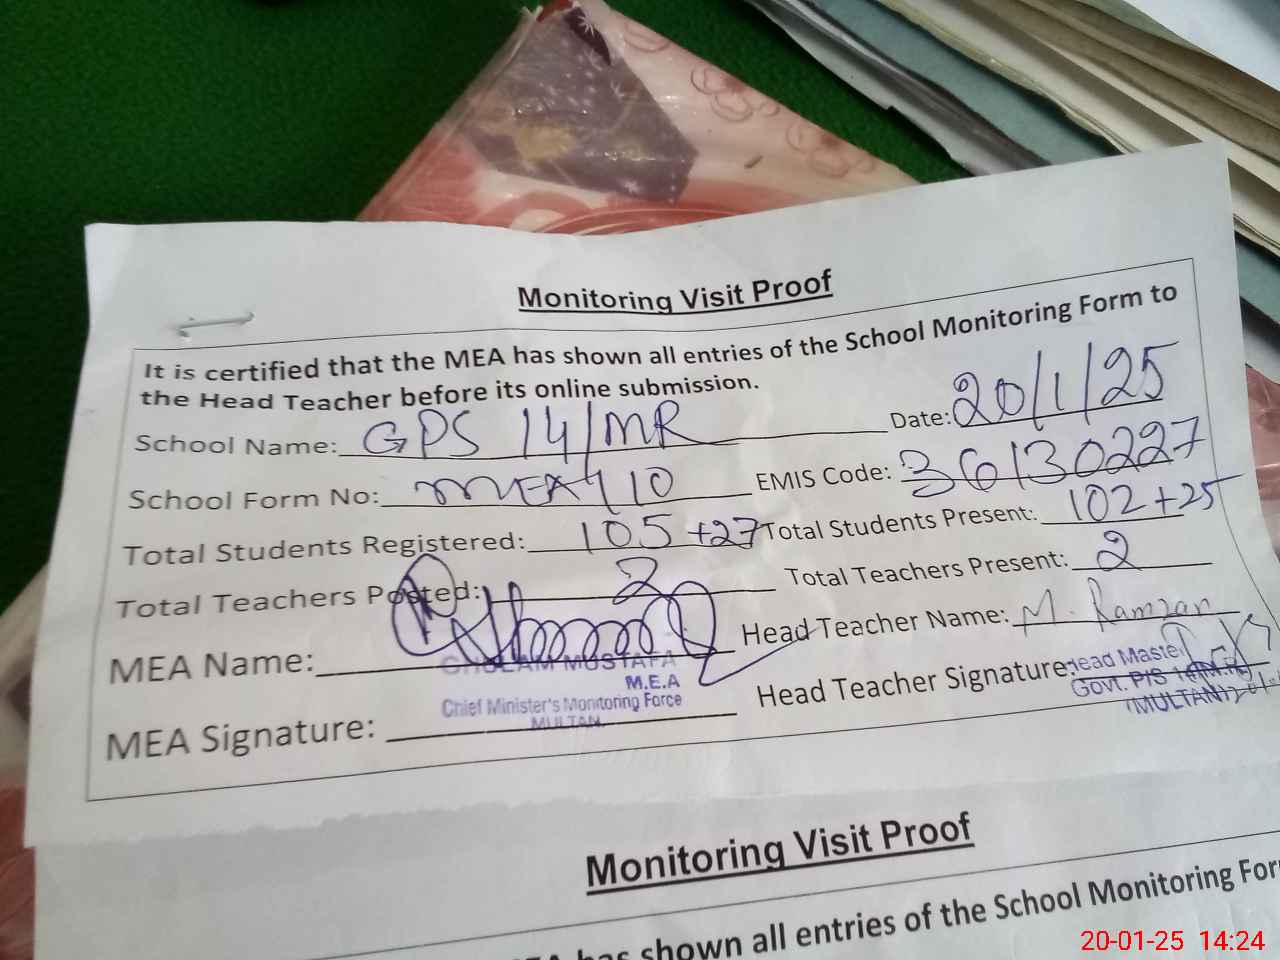 Monitoring Visit Proof
It is certified that the MEA has shown all entries of the School Monitoring Form to
the Head Teacher before its online submission.
School Name: GPS 14/MR Date: 20/1/25
School Form No: EMIS Code: 36130227
Total Students Registered: 105+27 Total Students Present: 102+25
Total Teachers Posted: 2 Total Teachers Present: 2
MEA Name: Head Teacher Name: M. Ramzan
GHULAM MUSTAFA
M.E.A
Chief Minister's Monitoring Force
MULTAN
MEA Signature: Head Teacher Signature:
Head Master
Govt. P/S 14/M.R
(MULTAN)
Monitoring Visit Proof
has shown all entries of the School Monitoring For
20-01-25 14:24